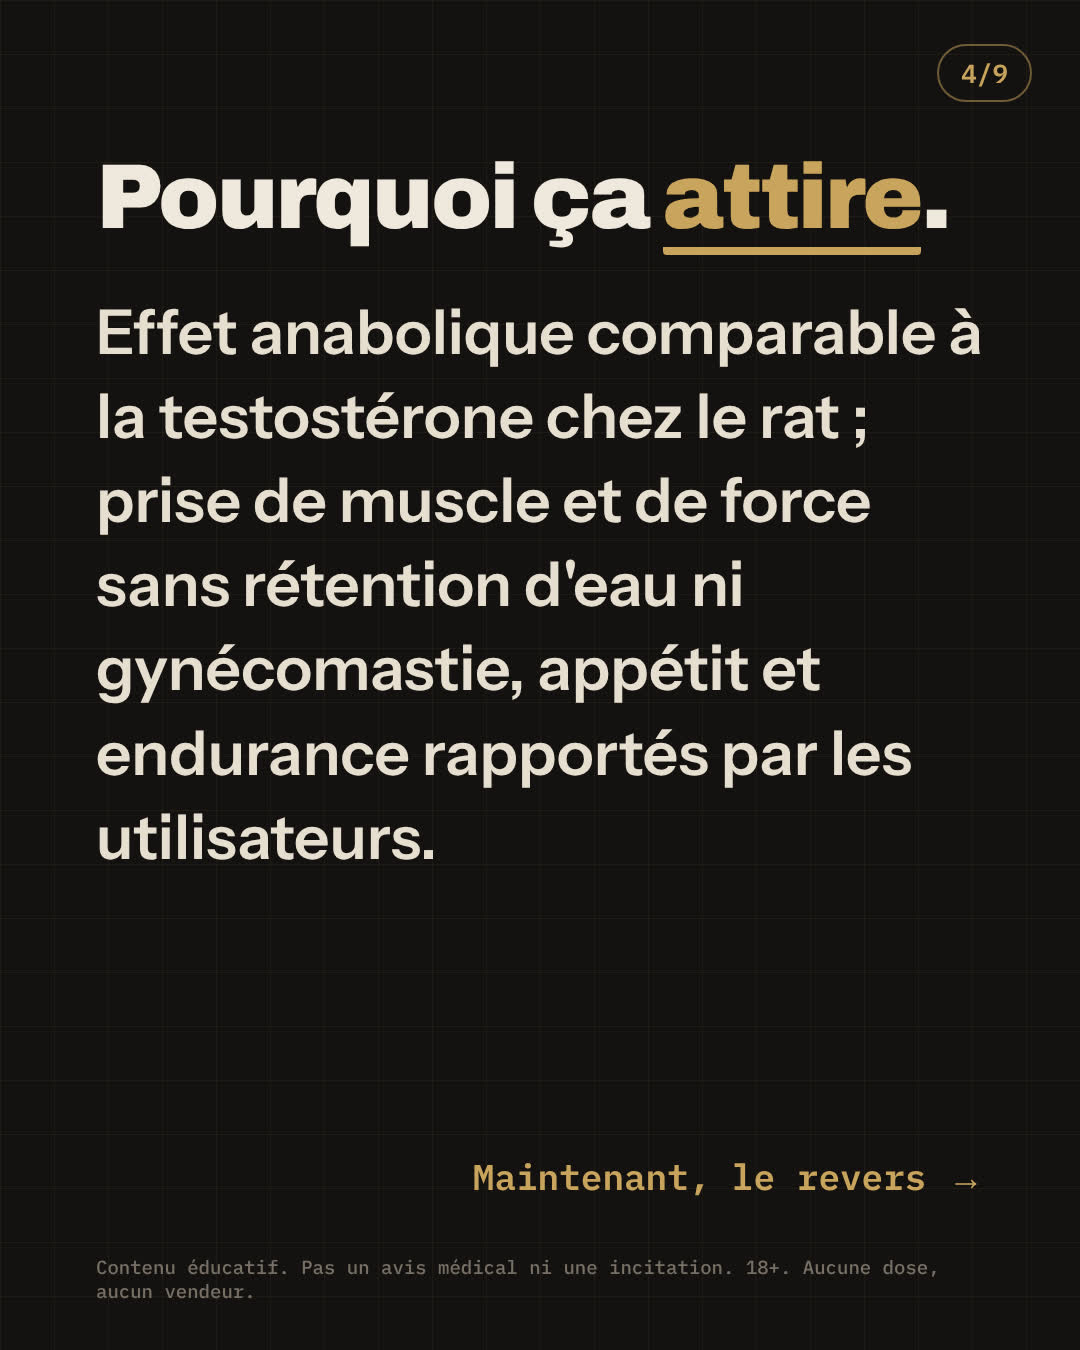 4/9
Pourquoi ça attire.
Effet anabolique comparable à
la testostérone chez le rat ;
prise de muscle et de force
sans rétention d'eau ni
gynécomastie, appétit et
endurance rapportés par les
utilisateurs.
Maintenant, le revers →
Contenu éducatif. Pas un avis médical ni une incitation. 18+. Aucune dose,
aucun vendeur.